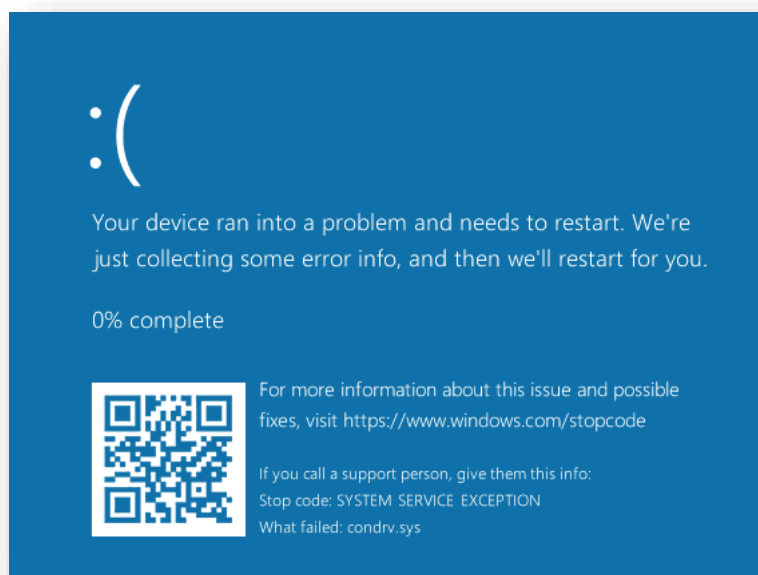 :(
Your device ran into a problem and needs to restart. We're
just collecting some error info, and then we'll restart for you.
0% complete
For more information about this issue and possible
fixes, visit https://www.windows.com/stopcode
If you call a support person, give them this info:
Stop code: SYSTEM SERVICE EXCEPTION
What failed: condrv.sys